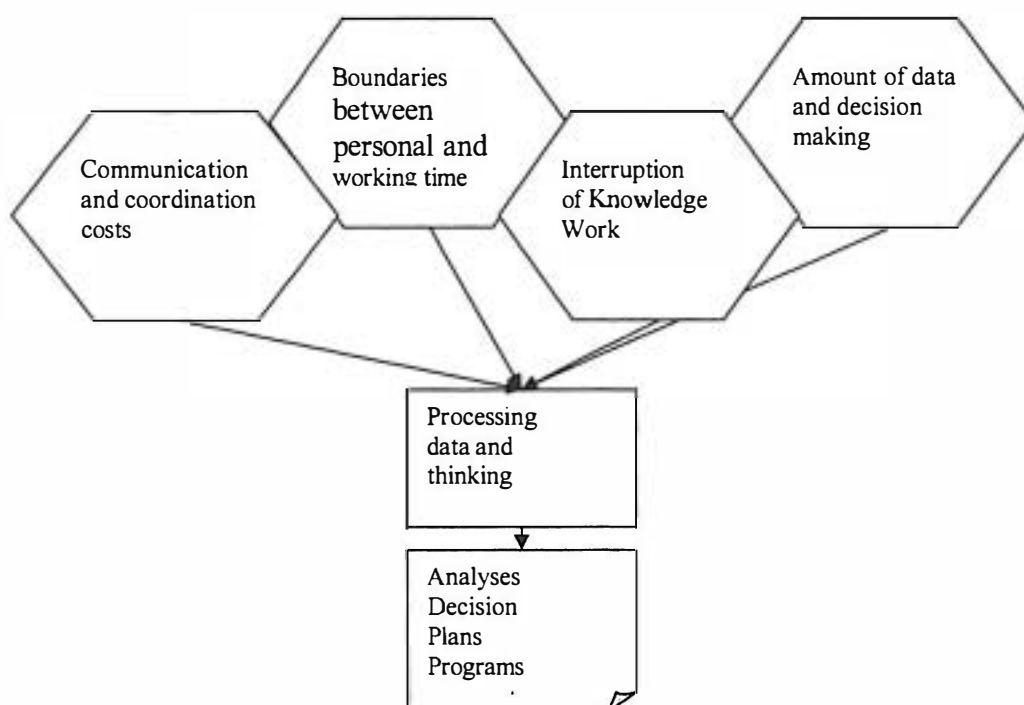 Communication
and coordination
costs
Boundaries
between
personal and
working time
Interruption
of Knowledge
Work
Amount of data
and decision
making
Processing
data and
thinking
Analyses
Decision
Plans
Programs